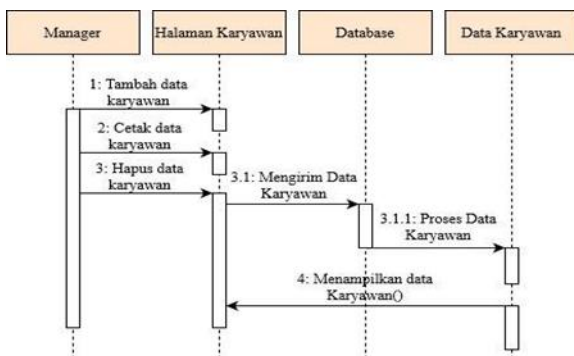 Manager
Halaman Karyawan
Database
Data Karyawan
1: Tambah data
karyawan
2: Cetak data
karyawan
3: Hapus data
karyawan
3.1: Mengirim Data
Karyawan
3.1.1: Proses Data
Karyawan
4: Menampilkan data
Karyawan()